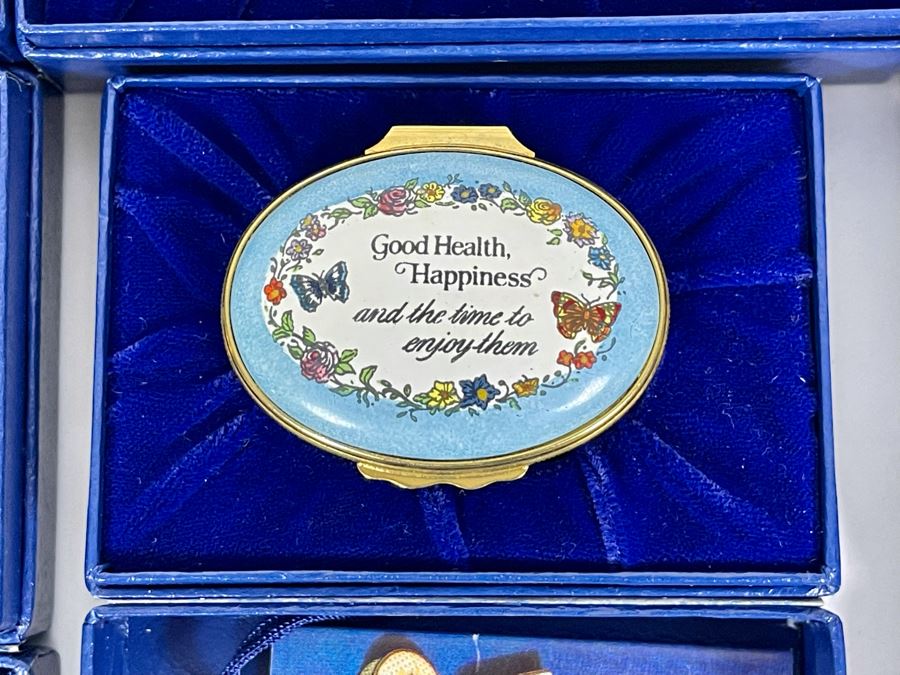 Good Health,
Happiness
and the time to
enjoy them